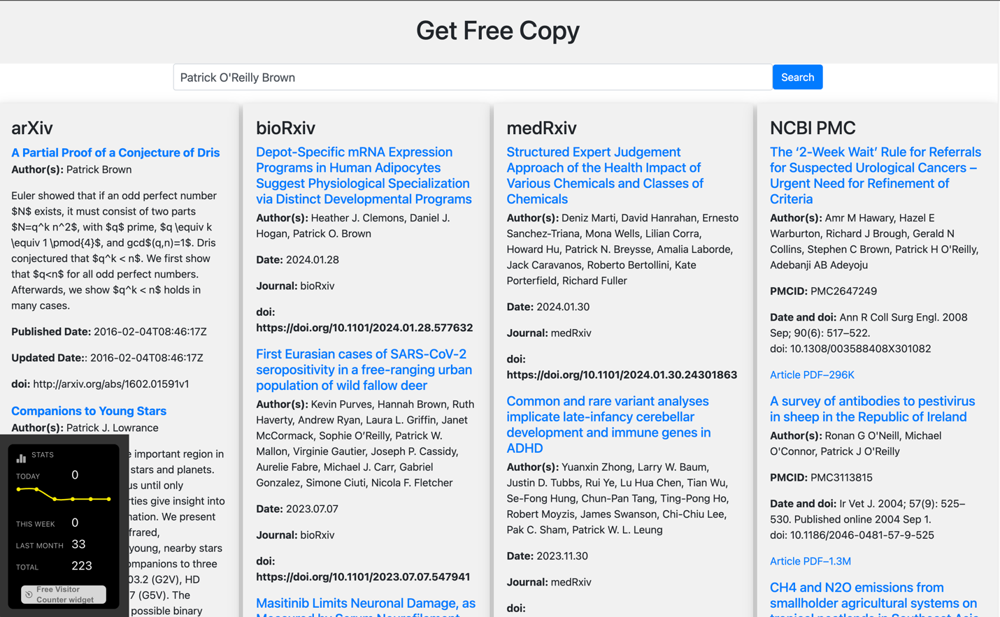 Get Free Copy
Patrick O'Reilly Brown
Search
arXiv
A Partial Proof of a Conjecture of Dris
Author(s): Patrick Brown
Euler showed that if an odd perfect number
$N$ exists, it must consist of two parts
$N=q^k n^2$, with $q$ prime, $q \equiv k
\equiv 1 \pmod{4}$, and gcd$(q,n)=1$. Dris
conjectured that $q^k < n$. We first show
that $q<n$ for all odd perfect numbers.
Afterwards, we show $q^k < n$ holds in
many cases.
Published Date: 2016-02-04T08:46:17Z
Updated Date:: 2016-02-04T08:46:17Z
doi: http://arxiv.org/abs/1602.01591v1
Companions to Young Stars
Author(s): Patrick J. Lowrance
e important region in
stars and planets.
us until only
rties give insight into
nation. We present
frared,
young, nearby stars
mpanions to three
03.2 (G2V), HD
7 (G5V). The
possible binary
STATS
TODAY 0
THIS WEEK 0
LAST MONTH 33
TOTAL 223
Free Visitor
Counter widget
bioRxiv
Depot-Specific mRNA Expression
Programs in Human Adipocytes
Suggest Physiological Specialization
via Distinct Developmental Programs
Author(s): Heather J. Clemons, Daniel J.
Hogan, Patrick O. Brown
Date: 2024.01.28
Journal: bioRxiv
doi:
https://doi.org/10.1101/2024.01.28.577632
First Eurasian cases of SARS-CoV-2
seropositivity in a free-ranging urban
population of wild fallow deer
Author(s): Kevin Purves, Hannah Brown, Ruth
Haverty, Andrew Ryan, Laura L. Griffin, Janet
McCormack, Sophie O’Reilly, Patrick W.
Mallon, Virginie Gautier, Joseph P. Cassidy,
Aurelie Fabre, Michael J. Carr, Gabriel
Gonzalez, Simone Ciuti, Nicola F. Fletcher
Date: 2023.07.07
Journal: bioRxiv
doi:
https://doi.org/10.1101/2023.07.07.547941
Masitinib Limits Neuronal Damage, as
Measured by Serum Neurofilament
medRxiv
Structured Expert Judgement
Approach of the Health Impact of
Various Chemicals and Classes of
Chemicals
Author(s): Deniz Marti, David Hanrahan, Ernesto
Sanchez-Triana, Mona Wells, Lilian Corra,
Howard Hu, Patrick N. Breysse, Amalia Laborde,
Jack Caravanos, Roberto Bertollini, Kate
Porterfield, Richard Fuller
Date: 2024.01.30
Journal: medRxiv
doi:
https://doi.org/10.1101/2024.01.30.24301863
Common and rare variant analyses
implicate late-infancy cerebellar
development and immune genes in
ADHD
Author(s): Yuanxin Zhong, Larry W. Baum,
Justin D. Tubbs, Rui Ye, Lu Hua Chen, Tian Wu,
Se-Fong Hung, Chun-Pan Tang, Ting-Pong Ho,
Robert Moyzis, James Swanson, Chi-Chiu Lee,
Pak C. Sham, Patrick W. L. Leung
Date: 2023.11.30
Journal: medRxiv
doi:
NCBI PMC
The ‘2-Week Wait’ Rule for Referrals
for Suspected Urological Cancers –
Urgent Need for Refinement of
Criteria
Author(s): Amr M Hawary, Hazel E
Warburton, Richard J Brough, Gerald N
Collins, Stephen C Brown, Patrick H O'Reilly,
Adebanji AB Adeyoju
PMCID: PMC2647249
Date and doi: Ann R Coll Surg Engl. 2008
Sep; 90(6): 517–522.
doi: 10.1308/003588408X301082
Article PDF–296K
A survey of antibodies to pestivirus
in sheep in the Republic of Ireland
Author(s): Ronan G O'Neill, Michael
O'Connor, Patrick J O'Reilly
PMCID: PMC3113815
Date and doi: Ir Vet J. 2004; 57(9): 525–
530. Published online 2004 Sep 1.
doi: 10.1186/2046-0481-57-9-525
Article PDF–1.3M
CH4 and N2O emissions from
smallholder agricultural systems on
tropical peatlands in Southeast Asia